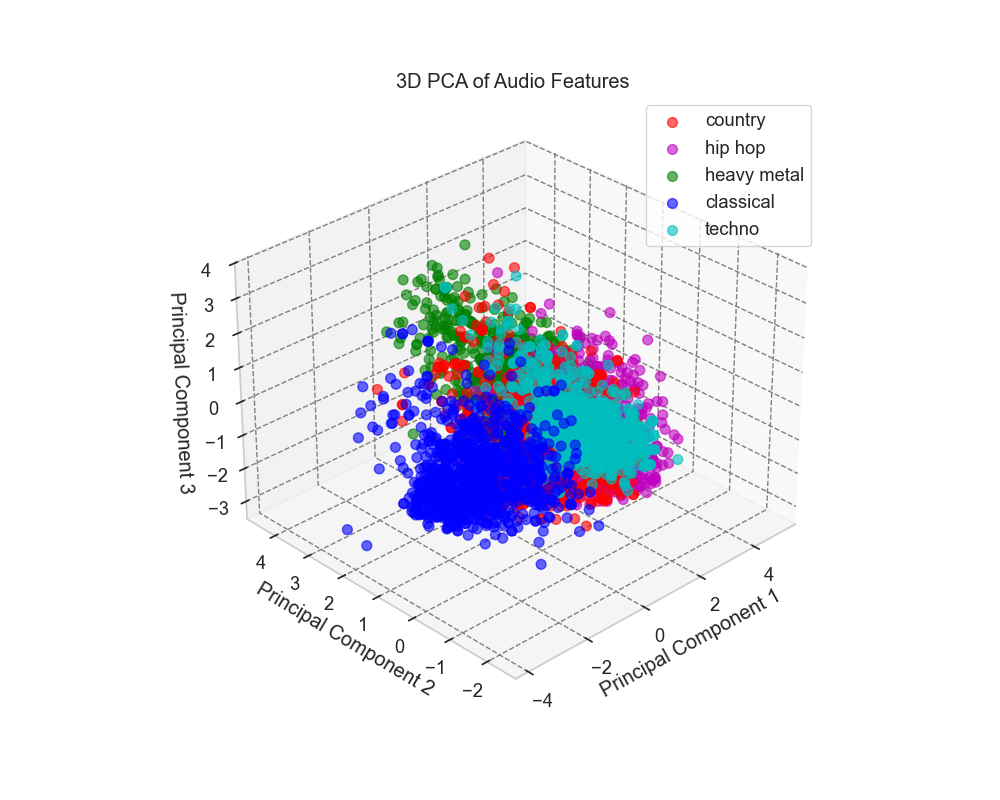 3D PCA of Audio Features
country
hip hop
heavy metal
classical
techno
4
3
2
1
0
−1
−2
−3
Principal Component 3
4
3
2
1
0
−1
−2
Principal Component 2
−4
−2
0
2
4
Principal Component 1